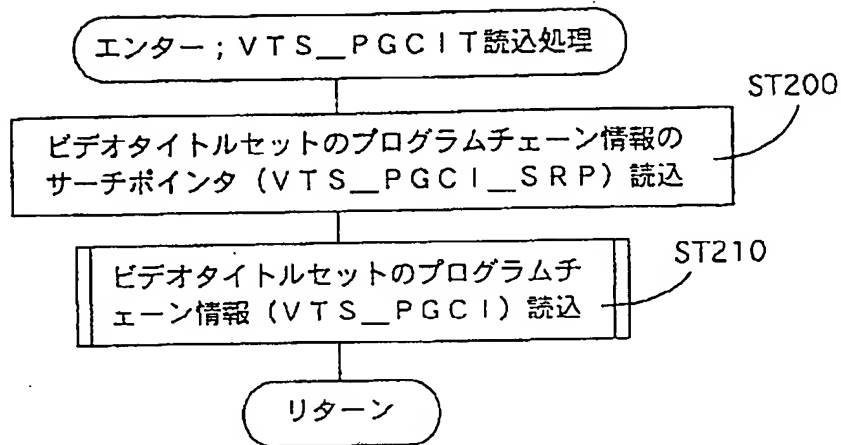 エンター；ＶＴＳ＿ＰＧＣＩＴ読込処理
ST200
ビデオタイトルセットのプログラムチェーン情報の
サーチポインタ（ＶＴＳ＿ＰＧＣＩ＿ＳＲＰ）読込
ST210
ビデオタイトルセットのプログラムチ
ェーン情報（ＶＴＳ＿ＰＧＣＩ）読込
リターン